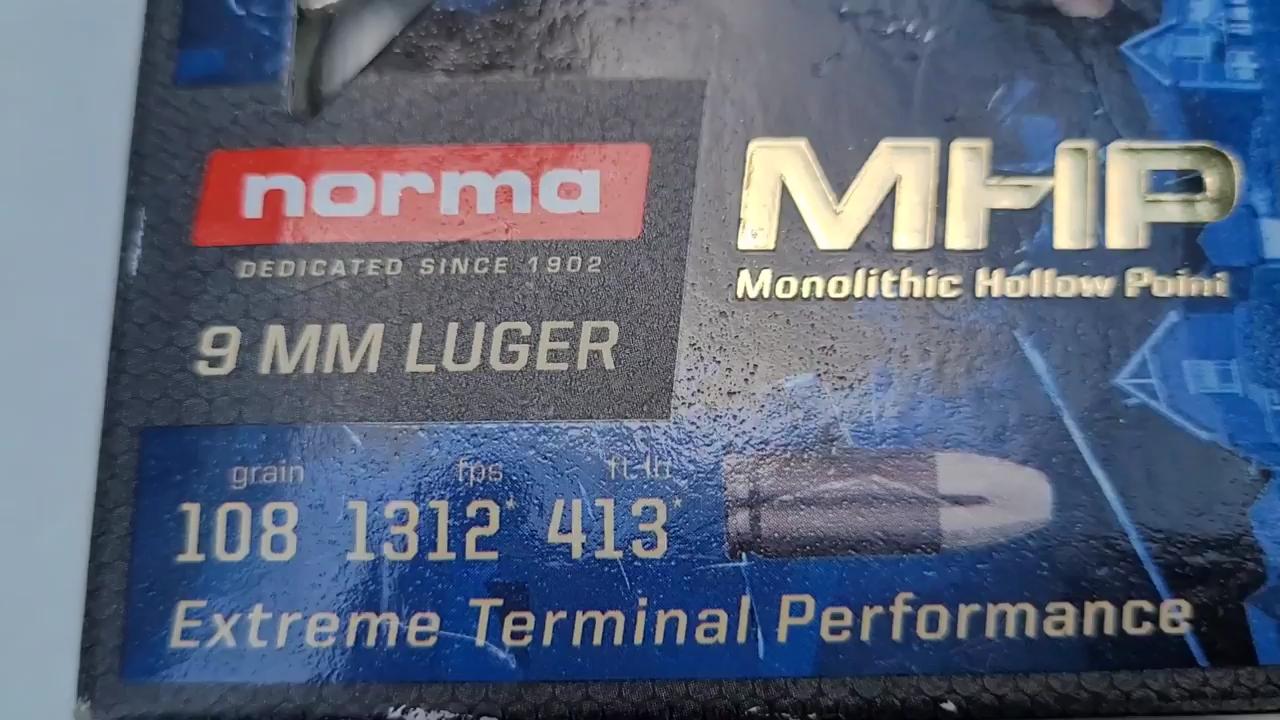 norma
DEDICATED SINCE 1902
9 MM LUGER
MHP
Monolithic Hollow Point
grain fps ft-lb
108 1312* 413*
Extreme Terminal Performance